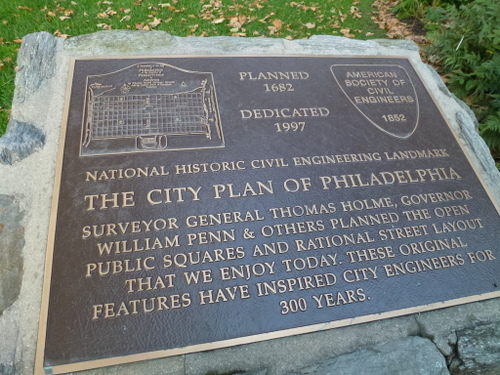 PLANNED
1682
DEDICATED
1997
AMERICAN
SOCIETY OF
CIVIL
ENGINEERS
1852
NATIONAL HISTORIC CIVIL ENGINEERING LANDMARK
THE CITY PLAN OF PHILADELPHIA
SURVEYOR GENERAL THOMAS HOLME, GOVERNOR
WILLIAM PENN & OTHERS PLANNED THE OPEN
PUBLIC SQUARES AND RATIONAL STREET LAYOUT
THAT WE ENJOY TODAY. THESE ORIGINAL
FEATURES HAVE INSPIRED CITY ENGINEERS FOR
300 YEARS.